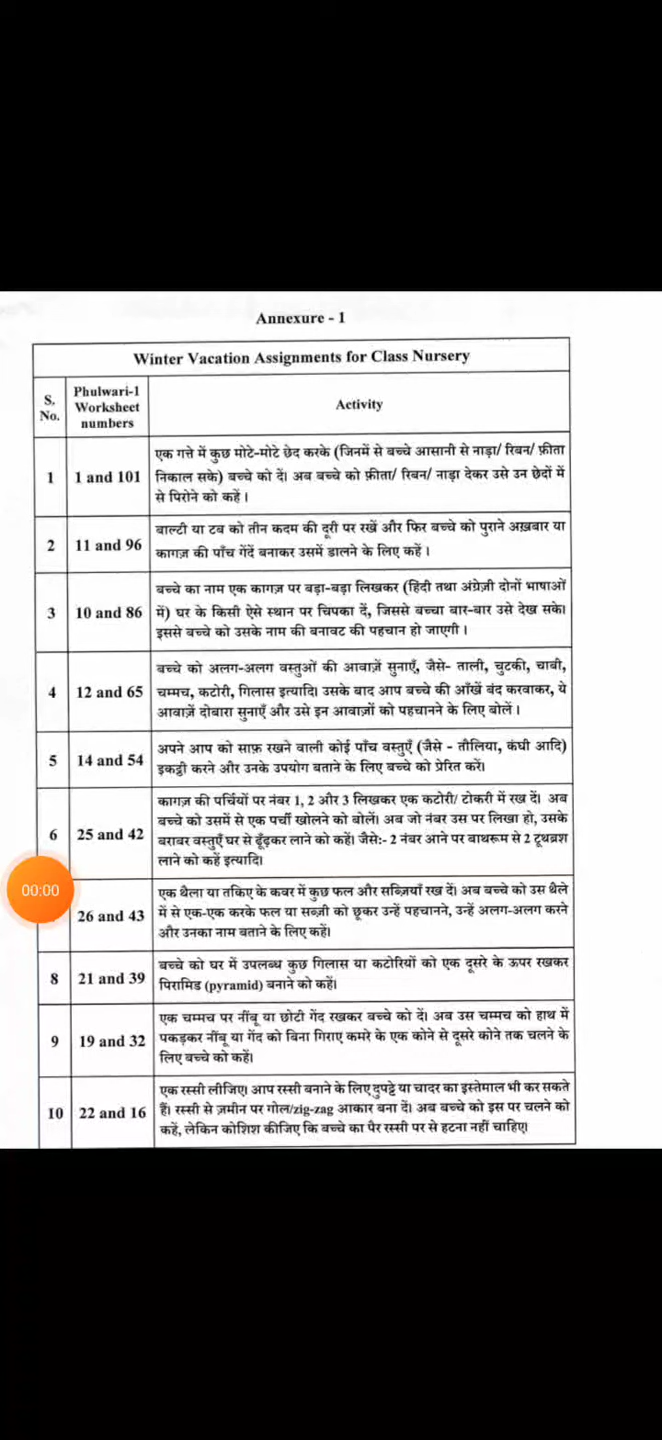 Annexure - 1
Winter Vacation Assignments for Class Nursery
S. No.
Phulwari-1 Worksheet numbers
Activity
1
1 and 101
एक गत्ते में कुछ मोटे-मोटे छेद करके (जिनमें से बच्चे आसानी से नाड़ा/ रिबन/ फ़ीता
निकाल सके) बच्चे को दें। अब बच्चे को फ़ीता/ रिबन/ नाड़ा देकर उसे उन छेदों में
से पिरोने को कहें ।
2
11 and 96
बाल्टी या टब को तीन कदम की दूरी पर रखें और फिर बच्चे को पुराने अख़बार या
कागज़ की पाँच गेंदें बनाकर उसमें डालने के लिए कहें ।
3
10 and 86
बच्चे का नाम एक कागज़ पर बड़ा-बड़ा लिखकर (हिंदी तथा अंग्रेज़ी दोनों भाषाओं
में) घर के किसी ऐसे स्थान पर चिपका दें, जिससे बच्चा बार-बार उसे देख सके।
इससे बच्चे को उसके नाम की बनावट की पहचान हो जाएगी ।
4
12 and 65
बच्चे को अलग-अलग वस्तुओं की आवाज़ें सुनाएँ, जैसे- ताली, चुटकी, चाबी,
चम्मच, कटोरी, गिलास इत्यादि। उसके बाद आप बच्चे की आँखें बंद करवाकर, ये
आवाज़ें दोबारा सुनाएँ और उसे इन आवाज़ों को पहचानने के लिए बोलें ।
5
14 and 54
अपने आप को साफ़ रखने वाली कोई पाँच वस्तुएँ (जैसे - तौलिया, कंघी आदि)
इकट्ठी करने और उनके उपयोग बताने के लिए बच्चे को प्रेरित करें।
6
25 and 42
कागज़ की पर्चियों पर नंबर 1, 2 और 3 लिखकर एक कटोरी/ टोकरी में रख दें। अब
बच्चे को उसमें से एक पर्ची खोलने को बोलें। अब जो नंबर उस पर लिखा हो, उसके
बराबर वस्तुएँ घर से ढूँढ़कर लाने को कहें। जैसे:- 2 नंबर आने पर बाथरूम से 2 टूथब्रश
लाने को कहें इत्यादि।
00:00
26 and 43
एक थैला या तकिए के कवर में कुछ फल और सब्ज़ियाँ रख दें। अब बच्चे को उस थैले
में से एक-एक करके फल या सब्ज़ी को छूकर उन्हें पहचानने, उन्हें अलग-अलग करने
और उनका नाम बताने के लिए कहें।
8
21 and 39
बच्चे को घर में उपलब्ध कुछ गिलास या कटोरियों को एक दूसरे के ऊपर रखकर
पिरामिड (pyramid) बनाने को कहें।
9
19 and 32
एक चम्मच पर नींबू या छोटी गेंद रखकर बच्चे को दें। अब उस चम्मच को हाथ में
पकड़कर नींबू या गेंद को बिना गिराए कमरे के एक कोने से दूसरे कोने तक चलने के
लिए बच्चे को कहें।
10
22 and 16
एक रस्सी लीजिए। आप रस्सी बनाने के लिए दुपट्टे या चादर का इस्तेमाल भी कर सकते
हैं। रस्सी से ज़मीन पर गोल/zig-zag आकार बना दें। अब बच्चे को इस पर चलने को
कहें, लेकिन कोशिश कीजिए कि बच्चे का पैर रस्सी पर से हटना नहीं चाहिए।